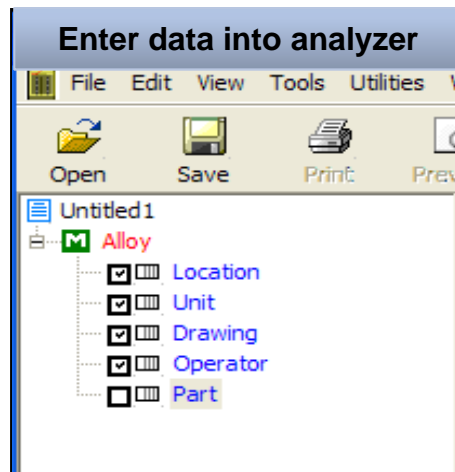 Enter data into analyzer
File Edit View Tools Utilities
Open Save Print Prev
Untitled1
M Alloy
Location
Unit
Drawing
Operator
Part